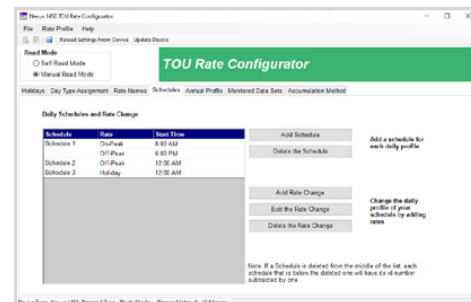 Nexus 1450 TOU Rate Configurator
File Rate Profile Help
Reload Settings From Device Update Device
Read Mode
Self Read Mode
Manual Read Mode
TOU Rate Configurator
Holidays Day Type Assignment Rate Names Schedules Annual Profile Monitored Data Sets Accumulation Method
Daily Schedules and Rate Change
Schedule Rate Start Time
Schedule 1 On-Peak 8:00 AM
Off-Peak 6:00 PM
Schedule 2 Off-Peak 12:00 AM
Schedule 3 Holiday 12:00 AM
Add Schedule
Delete the Schedule
Add a schedule for
each daily profile
Add Rate Change
Edit the Rate Change
Delete the Rate Change
Change the daily
profile of your
schedule by adding
rates
Note: If a Schedule is deleted from the middle of the list, each
schedule that is below the deleted one will have its id number
subtracted by one.